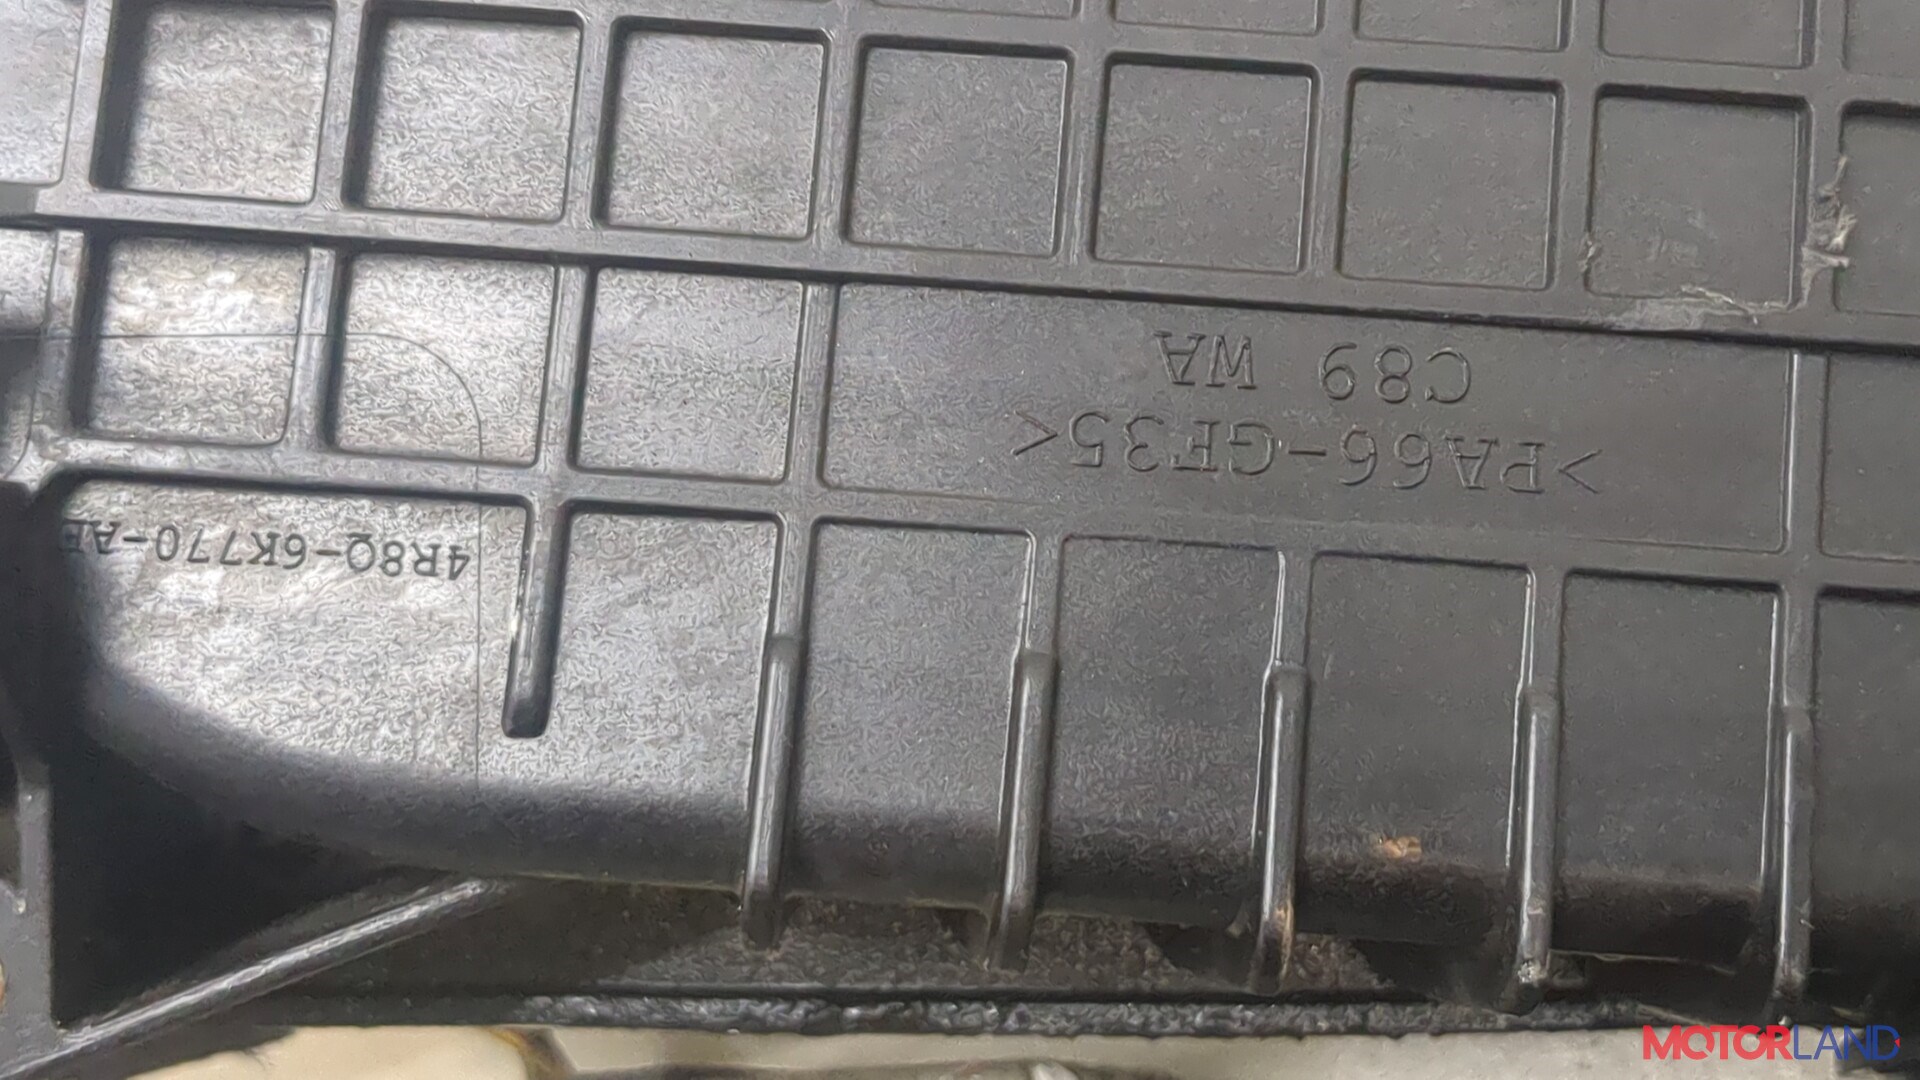 >PA66-GF35<
C89 WA
4R8Q-6K770-AE
MOTORLAND